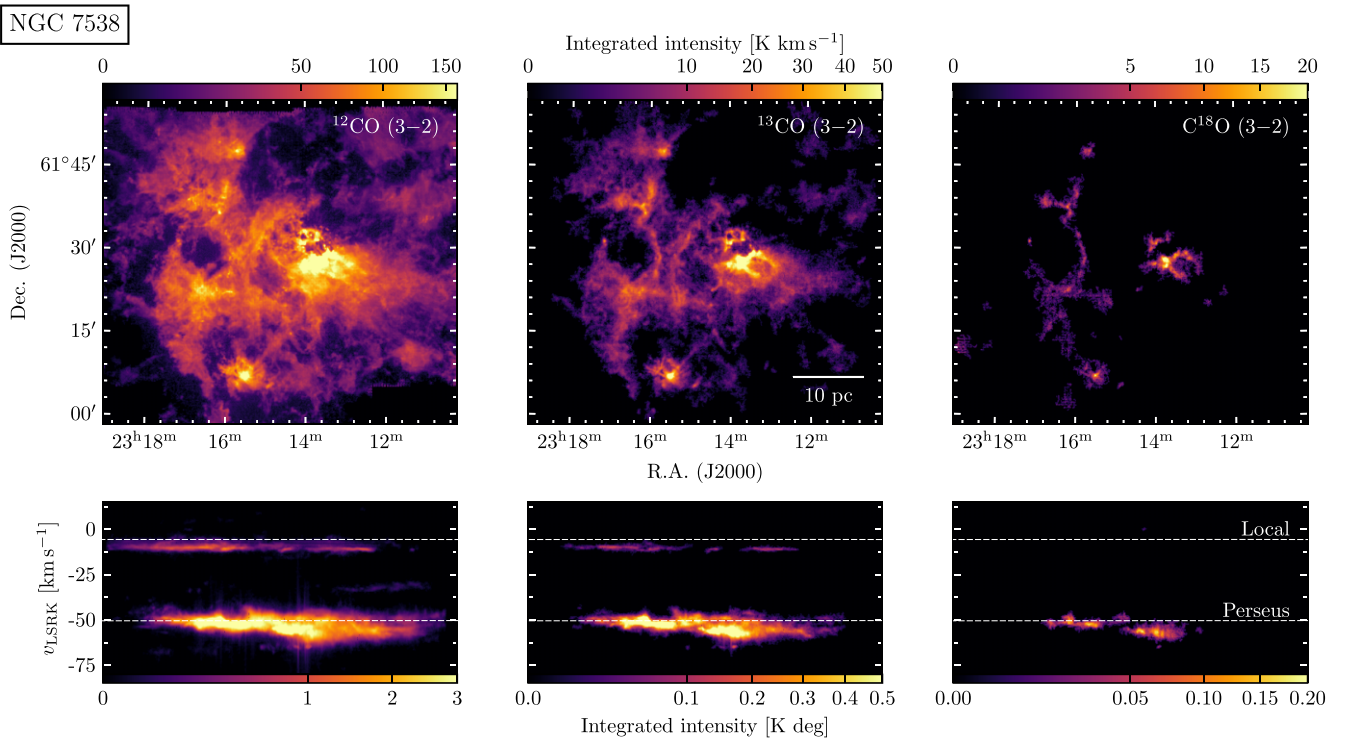 NGC 7538
Integrated intensity [K km s⁻¹]
0 50 100 150
0 10 20 30 40 50
0 5 10 15 20
¹²CO (3−2)
¹³CO (3−2)
C¹⁸O (3−2)
Dec. (J2000)
61°45′
30′
15′
00′
10 pc
23ʰ18ᵐ 16ᵐ 14ᵐ 12ᵐ
23ʰ18ᵐ 16ᵐ 14ᵐ 12ᵐ
23ʰ18ᵐ 16ᵐ 14ᵐ 12ᵐ
R.A. (J2000)
v_LSRK [km s⁻¹]
0
-25
-50
-75
Local
Perseus
0 1 2 3
0.0 0.1 0.2 0.3 0.4 0.5
0.00 0.05 0.10 0.15 0.20
Integrated intensity [K deg]